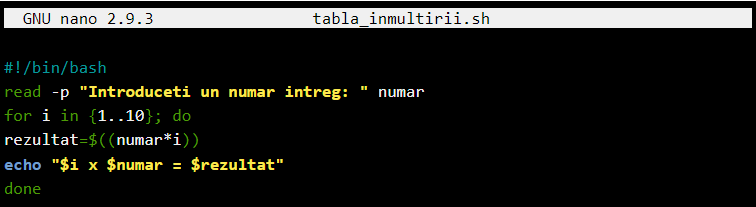 GNU nano 2.9.3 tabla_inmultirii.sh
#!/bin/bash
read -p "Introduceti un numar intreg: " numar
for i in {1..10}; do
rezultat=$((numar*i))
echo "$i x $numar = $rezultat"
done